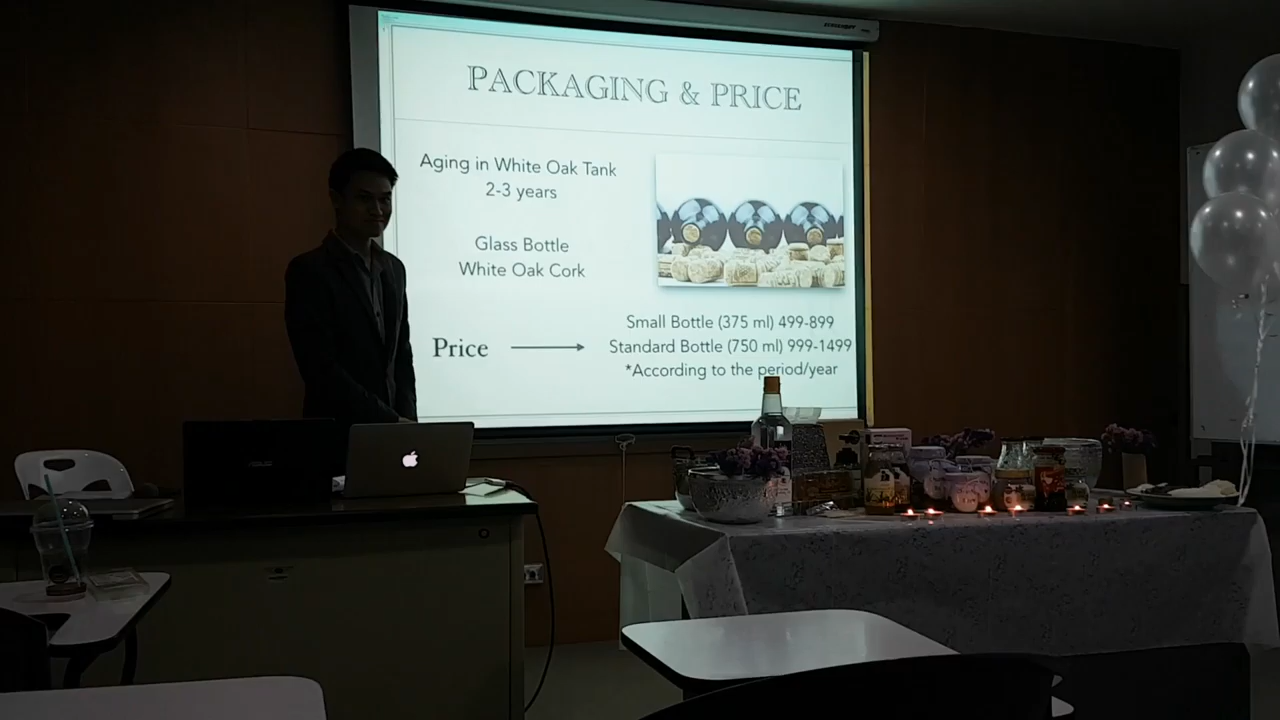 PACKAGING & PRICE
Aging in White Oak Tank
2-3 years
Glass Bottle
White Oak Cork
Price
Small Bottle (375 ml) 499-899
Standard Bottle (750 ml) 999-1499
*According to the period/year